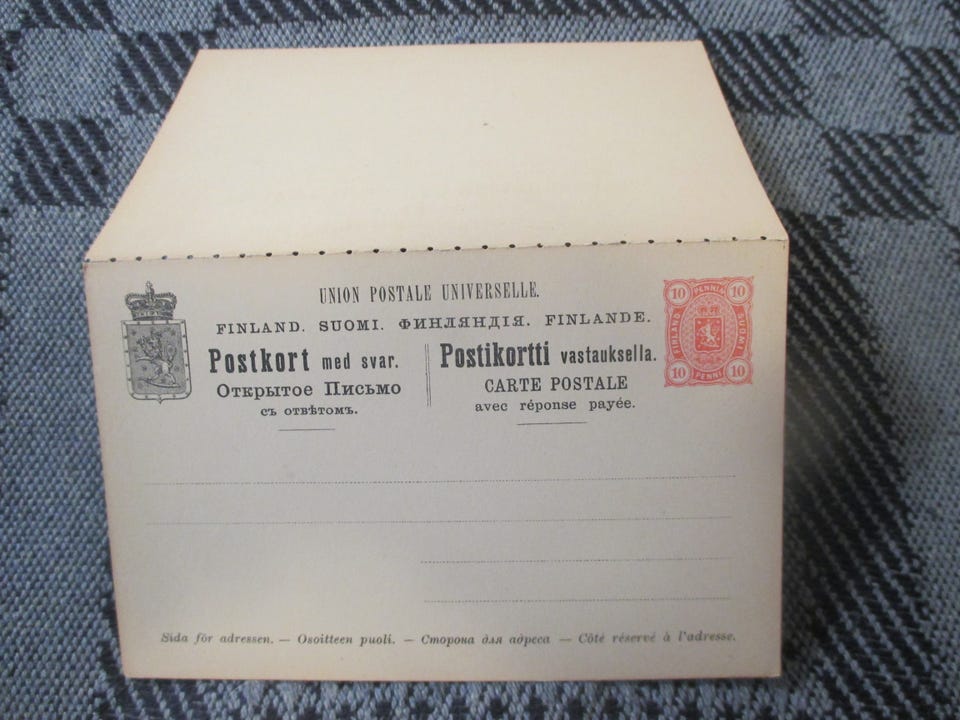 UNION POSTALE UNIVERSELLE.
FINLAND. SUOMI. ФИНЛЯНДІЯ. FINLANDE.
Postkort med svar.
Открытое Письмо
съ отвѣтомъ.
Postikortti vastauksella.
CARTE POSTALE
avec réponse payée.
10 PENNIÄ 10
FINLAND
SUOMI
10 PENNI 10
Sida för adressen. — Osoitteen puoli. — Сторона для адреса — Côté réservé à l'adresse.